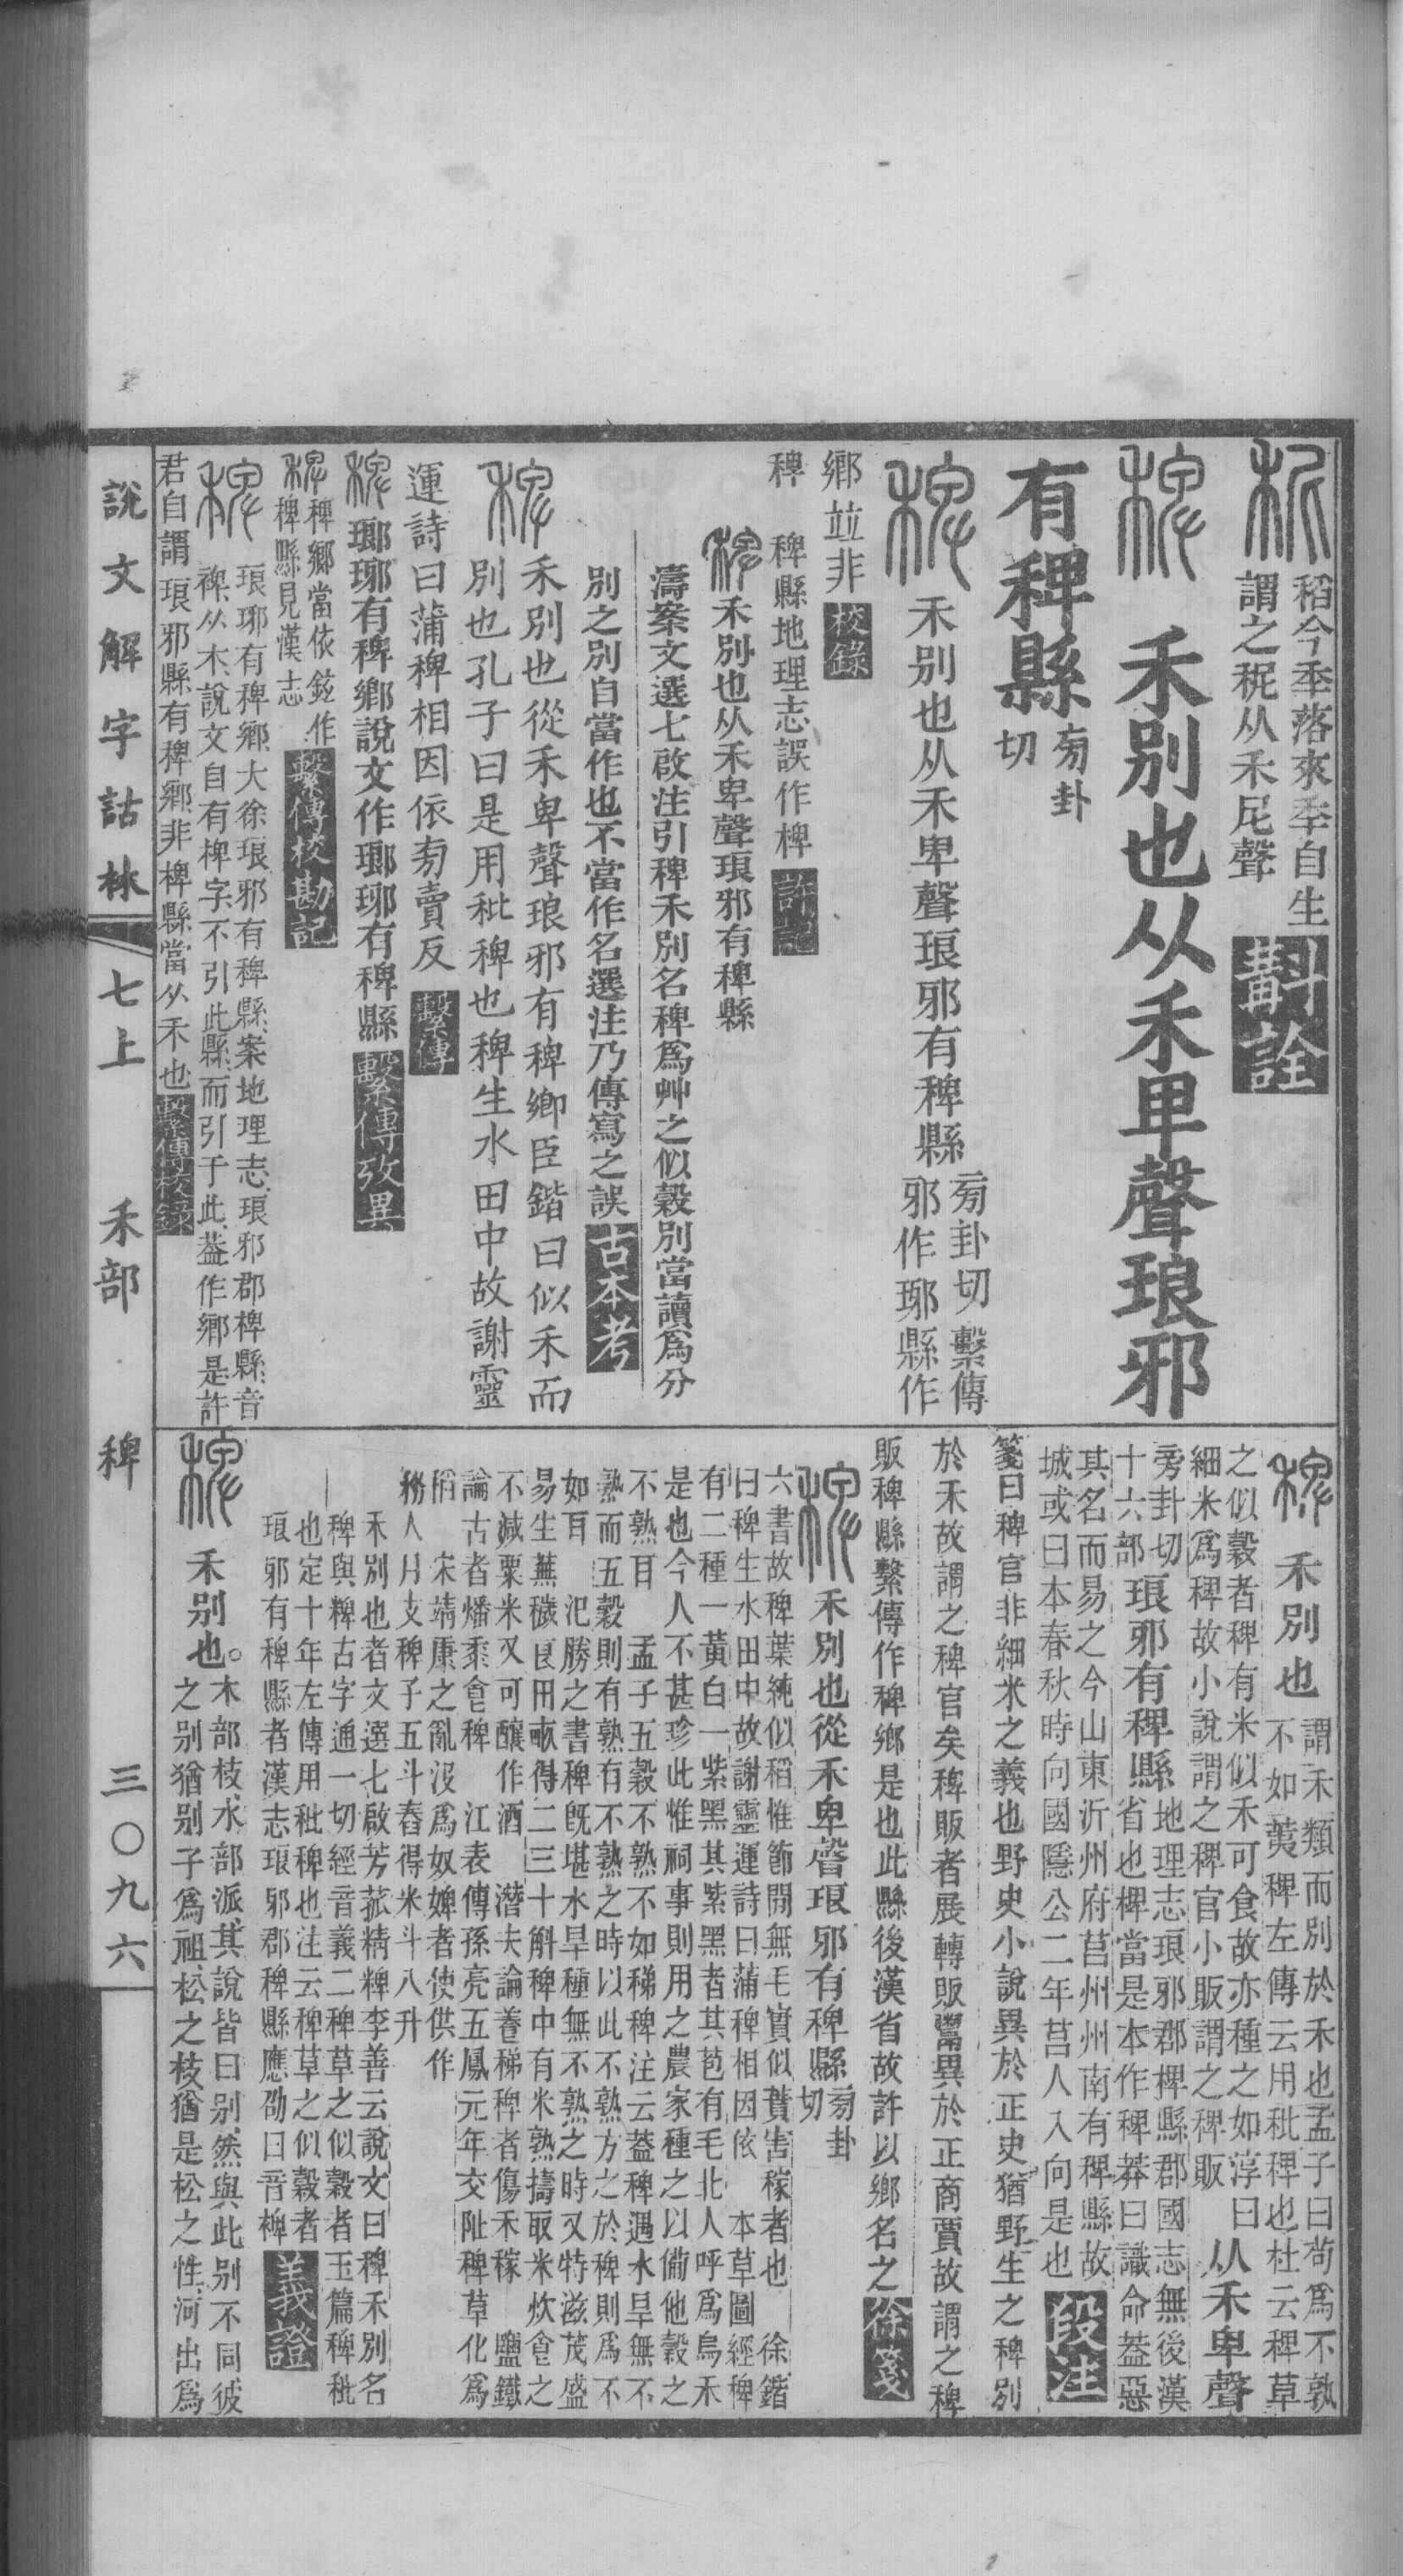 稻今秊落來秊自生
謂之秜从禾尼聲
斠詮
稗
禾別也从禾卑聲琅邪
有稗縣
㫄卦
切
稗
禾別也从禾卑聲琅邪有稗縣
㫄卦切 繫傳
邪作瑘縣作
鄉竝非
校錄
稗
稗縣地理志誤作椑
許記
稗
禾別也从禾卑聲琅邪有稗縣
濤案文選七啟注引稗禾別名稗爲艸之似穀別當讀爲分
別之別自當作也不當作名選注乃傳寫之誤
古本考
稗
禾別也從禾卑聲琅邪有稗鄉臣鍇曰似禾而
別也孔子曰是用秕稗也稗生水田中故謝靈
運詩曰蒲稗相因依㫄賣反
繫傳
稗
瑯琊有稗鄉說文作瑯琊有稗縣
繫傳攷異
稗
稗鄉當依鉉作
稗縣見漢志
繫傳校勘記
稗
琅琊有稗鄉大徐琅邪有稗縣案地理志琅邪郡椑縣音
裨从木說文自有椑字不引此縣而引于此葢作鄉是許
君自謂琅邪縣有稗鄉非椑縣當从禾也
繫傳校錄
稗
禾別也
謂禾類而別於禾也孟子曰苟爲不孰
不如荑稗左傳云用秕稗也杜云稗草
之似穀者稗有米似禾可食故亦種之如淳曰
細米爲稗故小說謂之稗官小販謂之稗販
从禾卑聲
旁卦切
十六部
琅邪有稗縣
地理志琅邪郡椑縣郡國志無後漢
省也椑當是本作稗莽曰識命葢惡
其名而易之今山東沂州府莒州州南有稗縣故
城或曰本春秋時向國隱公二年莒人入向是也
段注
箋曰稗官非細米之義也野史小說異於正史猶野生之稗別
於禾故謂之稗官矣稗販者展轉販鬻異於正商賈故謂之稗
販稗縣繫傳作稗鄉是也此縣後漢省故許以鄉名之
徐箋
稗
禾別也從禾卑聲琅邪有稗縣
㫄卦
切
六書故稗葉純似稻惟節閒無毛實似蕡害稼者也 徐鍇
曰稗生水田中故謝靈運詩曰蒲稗相因依 本草圖經稗
有二種一黃白一紫黑其紫黑者其苞有毛北人呼爲烏禾
是也今人不甚珍此惟祠事則用之農家種之以備他穀之
不熟耳 孟子五穀不熟不如稊稗注云葢稗遇水旱無不
熟而五穀則有熟有不熟之時以此不熟方之於稗則爲不
如耳 氾勝之書稗旣堪水旱種無不熟之時又特滋茂盛
易生蕪穢良田畝得二三十斛稗中有米熟擣取米炊食之
不減粟米又可釀作酒 潛夫論養稊稗者傷禾稼 鹽鐵
論古者燔黍食稗 江表傳孫亮五鳳元年交阯稗草化爲
稻 宋靖康之亂沒爲奴婢者使供作
務人月支稗子五斗舂得米斗八升
禾別也者文選七啟芳菰精粺李善云說文曰稗禾別名
稗與粺古字通一切經音義二稗草之似穀者玉篇稗秕
也定十年左傳用秕稗也注云稗草之似穀者
琅邪有稗縣者漢志琅邪郡稗縣應劭曰音椑
義證
稗
禾別也。
木部枝、水部派其說皆曰別、然與此別不同、彼
之別猶別子爲祖、松之枝猶是松之性、河出爲
說文解字詁林
七上
禾部
稗
三〇九六